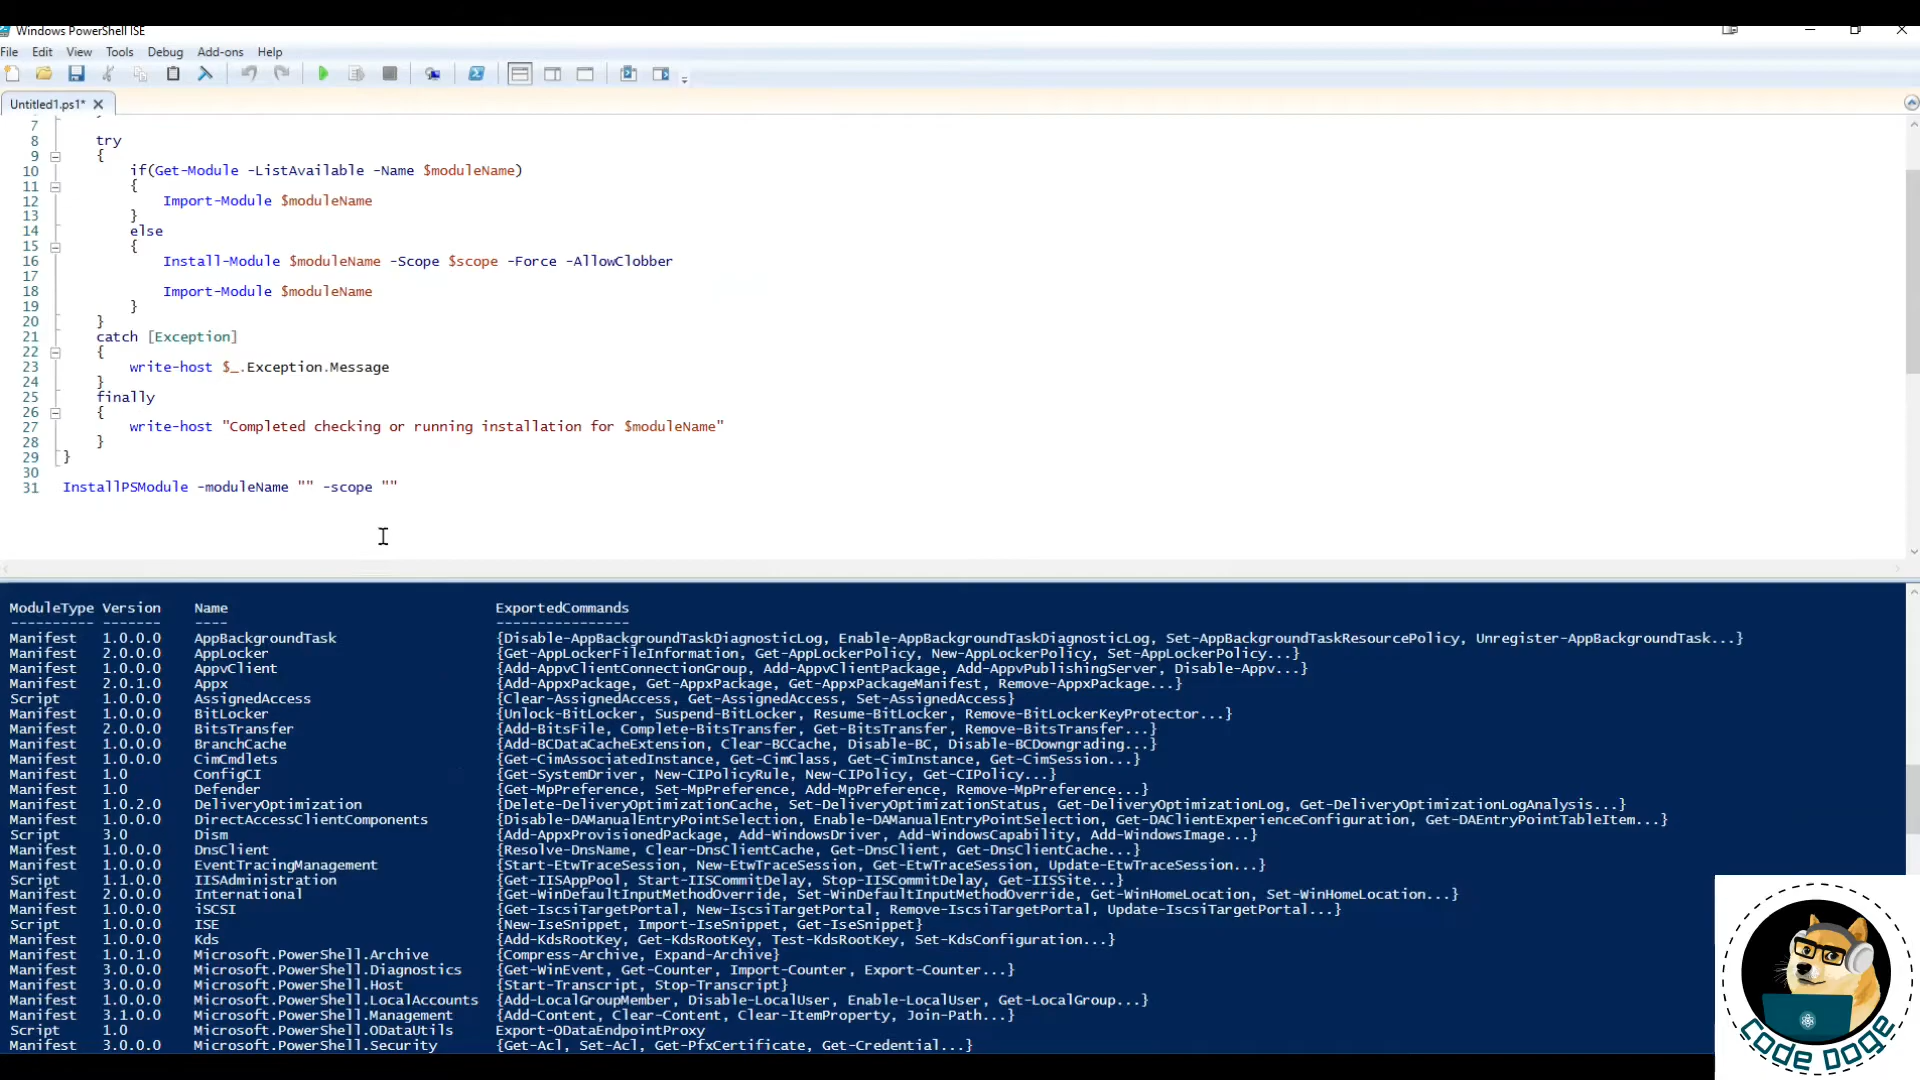 Windows PowerShell ISE
File Edit View Tools Debug Add-ons Help
Untitled1.ps1*
7
8 try
9 {
10 if(Get-Module -ListAvailable -Name $moduleName)
11 {
12 Import-Module $moduleName
13 }
14 else
15 {
16 Install-Module $moduleName -Scope $scope -Force -AllowClobber
17
18 Import-Module $moduleName
19 }
20 }
21 catch [Exception]
22 {
23 write-host $_.Exception.Message
24 }
25 finally
26 {
27 write-host "Completed checking or running installation for $moduleName"
28 }
29 }
30
31 InstallPSModule -moduleName "" -scope ""
ModuleType Version Name ExportedCommands
---------- ------- ---- ----------------
Manifest 1.0.0.0 AppBackgroundTask {Disable-AppBackgroundTaskDiagnosticLog, Enable-AppBackgroundTaskDiagnosticLog, Set-AppBackgroundTaskResourcePolicy, Unregister-AppBackgroundTask...}
Manifest 2.0.0.0 AppLocker {Get-AppLockerFileInformation, Get-AppLockerPolicy, New-AppLockerPolicy, Set-AppLockerPolicy...}
Manifest 1.0.0.0 AppvClient {Add-AppvClientConnectionGroup, Add-AppvClientPackage, Add-AppvPublishingServer, Disable-Appv...}
Manifest 2.0.1.0 Appx {Add-AppxPackage, Get-AppxPackage, Get-AppxPackageManifest, Remove-AppxPackage...}
Script 1.0.0.0 AssignedAccess {Clear-AssignedAccess, Get-AssignedAccess, Set-AssignedAccess}
Manifest 1.0.0.0 BitLocker {Unlock-BitLocker, Suspend-BitLocker, Resume-BitLocker, Remove-BitLockerKeyProtector...}
Manifest 2.0.0.0 BitsTransfer {Add-BitsFile, Complete-BitsTransfer, Get-BitsTransfer, Remove-BitsTransfer...}
Manifest 1.0.0.0 BranchCache {Add-BCDataCacheExtension, Clear-BCCache, Disable-BC, Disable-BCDowngrading...}
Manifest 1.0.0.0 CimCmdlets {Get-CimAssociatedInstance, Get-CimClass, Get-CimInstance, Get-CimSession...}
Manifest 1.0 ConfigCI {Get-SystemDriver, New-CIPolicyRule, New-CIPolicy, Get-CIPolicy...}
Manifest 1.0 Defender {Get-MpPreference, Set-MpPreference, Add-MpPreference, Remove-MpPreference...}
Manifest 1.0.2.0 DeliveryOptimization {Delete-DeliveryOptimizationCache, Set-DeliveryOptimizationStatus, Get-DeliveryOptimizationLog, Get-DeliveryOptimizationLogAnalysis...}
Manifest 1.0.0.0 DirectAccessClientComponents {Disable-DAManualEntryPointSelection, Enable-DAManualEntryPointSelection, Get-DAClientExperienceConfiguration, Get-DAEntryPointTableItem...}
Script 3.0 Dism {Add-AppxProvisionedPackage, Add-WindowsDriver, Add-WindowsCapability, Add-WindowsImage...}
Manifest 1.0.0.0 DnsClient {Resolve-DnsName, Clear-DnsClientCache, Get-DnsClient, Get-DnsClientCache...}
Manifest 1.0.0.0 EventTracingManagement {Start-EtwTraceSession, New-EtwTraceSession, Get-EtwTraceSession, Update-EtwTraceSession...}
Script 1.1.0.0 IISAdministration {Get-IISAppPool, Start-IISCommitDelay, Stop-IISCommitDelay, Get-IISSite...}
Manifest 2.0.0.0 International {Get-WinDefaultInputMethodOverride, Set-WinDefaultInputMethodOverride, Get-WinHomeLocation, Set-WinHomeLocation...}
Manifest 1.0.0.0 iSCSI {Get-IscsiTargetPortal, New-IscsiTargetPortal, Remove-IscsiTargetPortal, Update-IscsiTargetPortal...}
Script 1.0.0.0 ISE {New-IseSnippet, Import-IseSnippet, Get-IseSnippet}
Manifest 1.0.0.0 Kds {Add-KdsRootKey, Get-KdsRootKey, Test-KdsRootKey, Set-KdsConfiguration...}
Manifest 1.0.1.0 Microsoft.PowerShell.Archive {Compress-Archive, Expand-Archive}
Manifest 3.0.0.0 Microsoft.PowerShell.Diagnostics {Get-WinEvent, Get-Counter, Import-Counter, Export-Counter...}
Manifest 3.0.0.0 Microsoft.PowerShell.Host {Start-Transcript, Stop-Transcript}
Manifest 1.0.0.0 Microsoft.PowerShell.LocalAccounts {Add-LocalGroupMember, Disable-LocalUser, Enable-LocalUser, Get-LocalGroup...}
Manifest 3.1.0.0 Microsoft.PowerShell.Management {Add-Content, Clear-Content, Clear-ItemProperty, Join-Path...}
Script 1.0 Microsoft.PowerShell.ODataUtils Export-ODataEndpointProxy
Manifest 3.0.0.0 Microsoft.PowerShell.Security {Get-Acl, Set-Acl, Get-PfxCertificate, Get-Credential...}
Code Doge